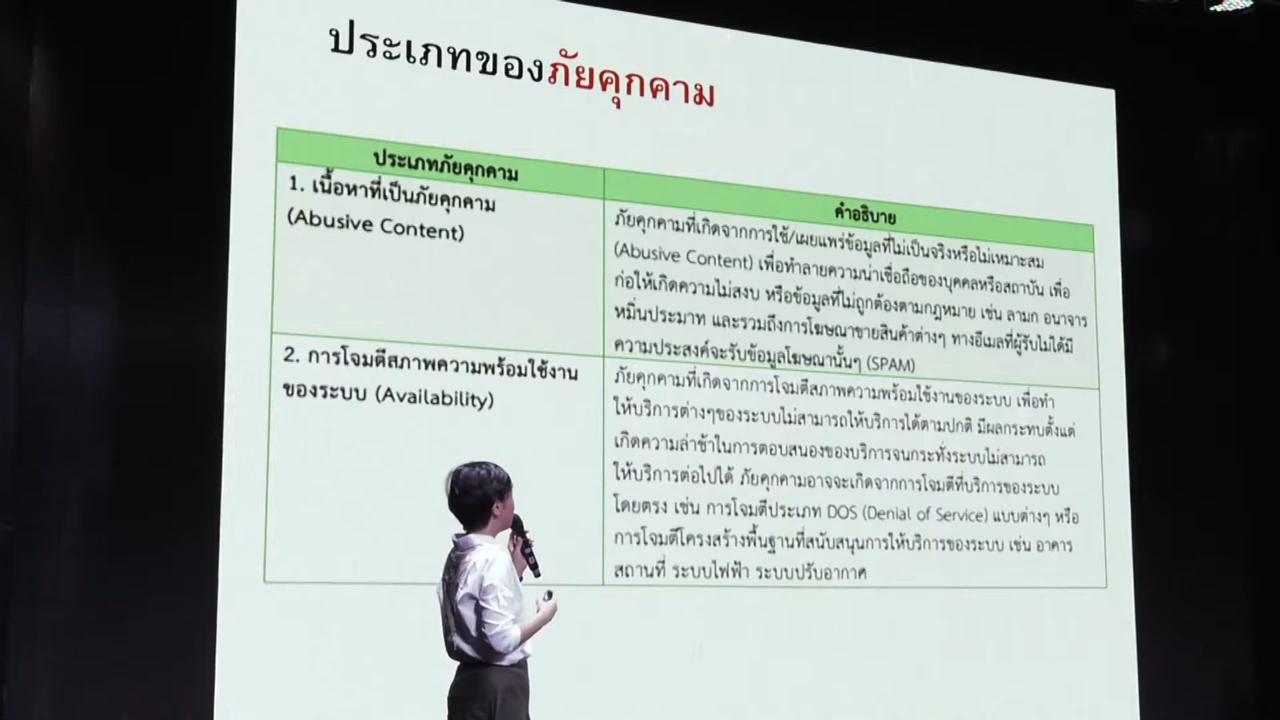 ประเภทของภัยคุกคาม
ประเภทภัยคุกคาม
คำอธิบาย
1. เนื้อหาที่เป็นภัยคุกคาม
(Abusive Content)
ภัยคุกคามที่เกิดจากการใช้/เผยแพร่ข้อมูลที่ไม่เป็นจริงหรือไม่เหมาะสม
(Abusive Content) เพื่อทำลายความน่าเชื่อถือของบุคคลหรือสถาบัน เพื่อ
ก่อให้เกิดความไม่สงบ หรือข้อมูลที่ไม่ถูกต้องตามกฎหมาย เช่น ลามก อนาจาร
หมิ่นประมาท และรวมถึงการโฆษณาขายสินค้าต่างๆ ทางอีเมลที่ผู้รับไม่ได้มี
ความประสงค์จะรับข้อมูลโฆษณานั้นๆ (SPAM)
2. การโจมตีสภาพความพร้อมใช้งาน
ของระบบ (Availability)
ภัยคุกคามที่เกิดจากการโจมตีสภาพความพร้อมใช้งานของระบบ เพื่อทำ
ให้บริการต่างๆของระบบไม่สามารถให้บริการได้ตามปกติ มีผลกระทบตั้งแต่
เกิดความล่าช้าในการตอบสนองของบริการจนกระทั่งระบบไม่สามารถ
ให้บริการต่อไปได้ ภัยคุกคามอาจจะเกิดจากการโจมตีที่บริการของระบบ
โดยตรง เช่น การโจมตีประเภท DOS (Denial of Service) แบบต่างๆ หรือ
การโจมตีโครงสร้างพื้นฐานที่สนับสนุนการให้บริการของระบบ เช่น อาคาร
สถานที่ ระบบไฟฟ้า ระบบปรับอากาศ